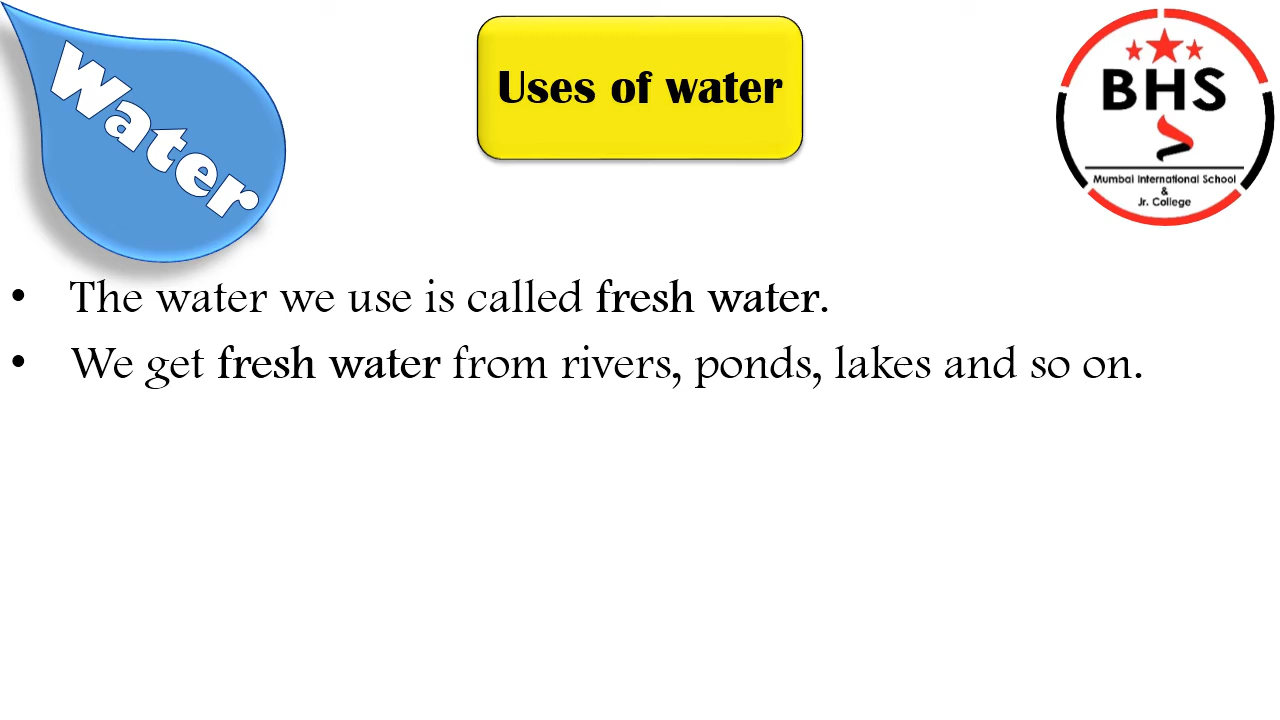 Water
Uses of water
BHS
Mumbai International School
&
Jr. College
• The water we use is called fresh water.
• We get fresh water from rivers, ponds, lakes and so on.